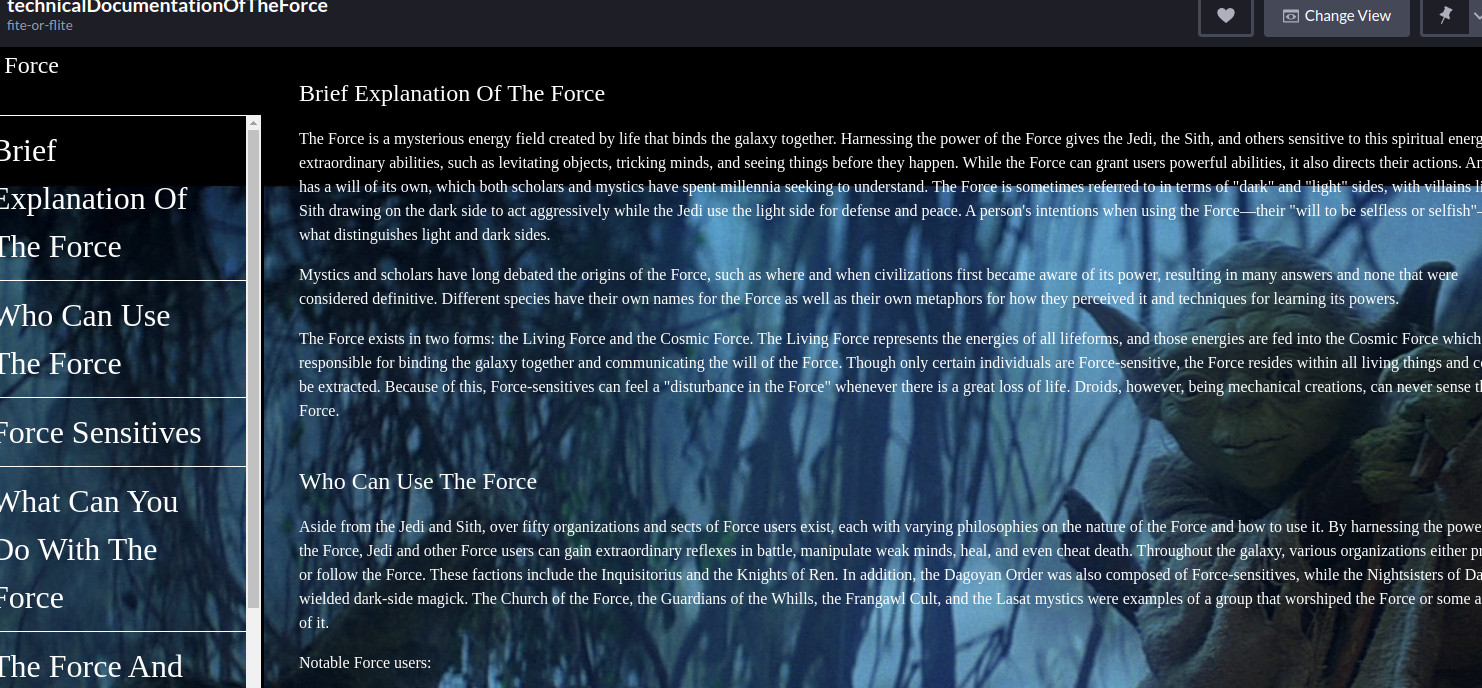 technicalDocumentationOfTheForce
fite-or-flite
Change View
Force
Brief
Explanation Of
The Force
Who Can Use
The Force
Force Sensitives
What Can You
Do With The
Force
The Force And
Brief Explanation Of The Force
The Force is a mysterious energy field created by life that binds the galaxy together. Harnessing the power of the Force gives the Jedi, the Sith, and others sensitive to this spiritual
extraordinary abilities, such as levitating objects, tricking minds, and seeing things before they happen. While the Force can grant users powerful abilities, it also directs their actions.
has a will of its own, which both scholars and mystics have spent millennia seeking to understand. The Force is sometimes referred to in terms of "dark" and "light" sides, with villains
Sith drawing on the dark side to act aggressively while the Jedi use the light side for defense and peace. A person's intentions when using the Force—their "will to be selfless or selfish"—
what distinguishes light and dark sides.
Mystics and scholars have long debated the origins of the Force, such as where and when civilizations first became aware of its power, resulting in many answers and none that were
considered definitive. Different species have their own names for the Force as well as their own metaphors for how they perceived it and techniques for learning its powers.
The Force exists in two forms: the Living Force and the Cosmic Force. The Living Force represents the energies of all lifeforms, and those energies are fed into the Cosmic Force which
responsible for binding the galaxy together and communicating the will of the Force. Though only certain individuals are Force-sensitive, the Force resides within all living things and
be extracted. Because of this, Force-sensitives can feel a "disturbance in the Force" whenever there is a great loss of life. Droids, however, being mechanical creations, can never sense
Force.
Who Can Use The Force
Aside from the Jedi and Sith, over fifty organizations and sects of Force users exist, each with varying philosophies on the nature of the Force and how to use it. By harnessing the
the Force, Jedi and other Force users can gain extraordinary reflexes in battle, manipulate weak minds, heal, and even cheat death. Throughout the galaxy, various organizations either
or follow the Force. These factions include the Inquisitorius and the Knights of Ren. In addition, the Dagoyan Order was also composed of Force-sensitives, while the Nightsisters of
wielded dark-side magick. The Church of the Force, the Guardians of the Whills, the Frangawl Cult, and the Lasat mystics were examples of a group that worshiped the Force or some
of it.
Notable Force users: